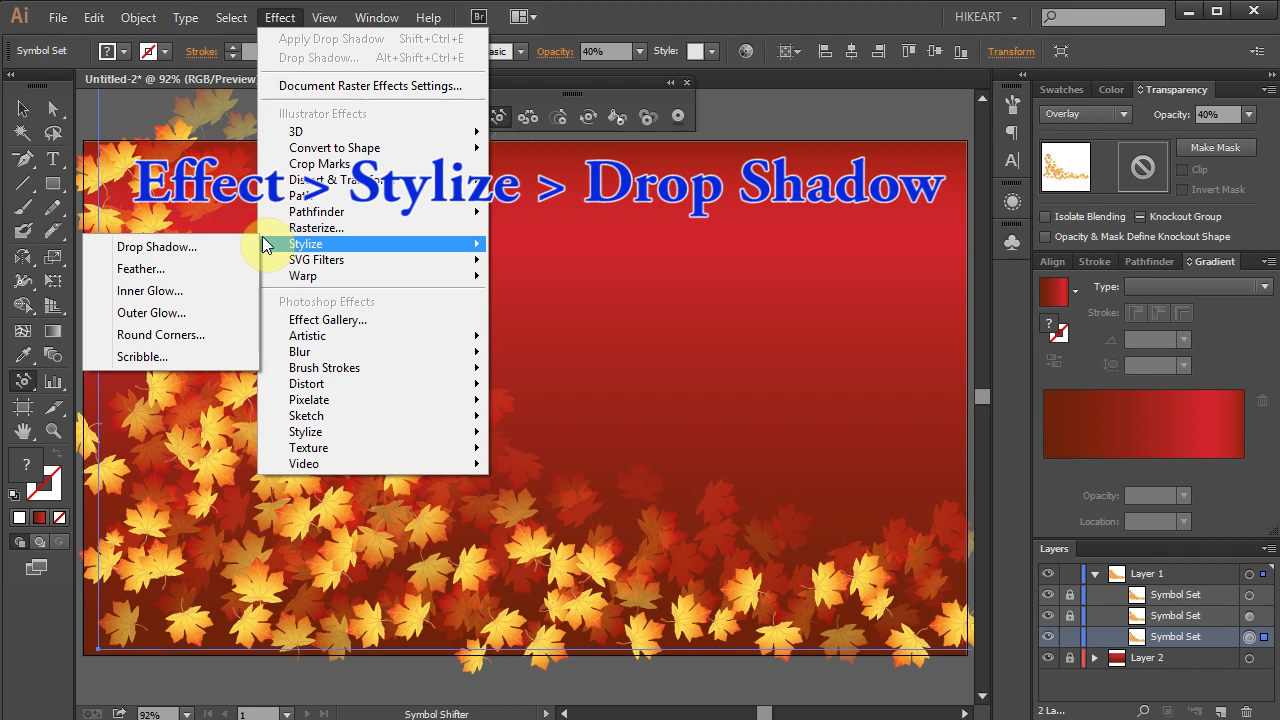 Ai File Edit Object Type Select Effect View Window Help Br HIKEART
Symbol Set ? Stroke: Basic Opacity: 40% Style: Transform
Untitled-2* @ 92% (RGB/Preview)
Apply Drop Shadow Shift+Ctrl+E
Drop Shadow... Alt+Shift+Ctrl+E
Document Raster Effects Settings...
Illustrator Effects
3D
Convert to Shape
Crop Marks
Distort & Transform
Path
Pathfinder
Rasterize...
Stylize
SVG Filters
Warp
Photoshop Effects
Effect Gallery...
Artistic
Blur
Brush Strokes
Distort
Pixelate
Sketch
Stylize
Texture
Video
Effect > Stylize > Drop Shadow
Drop Shadow...
Feather...
Inner Glow...
Outer Glow...
Round Corners...
Scribble...
T
?
Swatches Color Transparency
Overlay Opacity: 40%
Make Mask
Clip
Invert Mask
Isolate Blending Knockout Group
Opacity & Mask Define Knockout Shape
Align Stroke Pathfinder Gradient
Type:
Stroke:
?
Opacity:
Location:
Layers
Layer 1
Symbol Set
Symbol Set
Symbol Set
Layer 2
2 La...
92% 1 Symbol Shifter